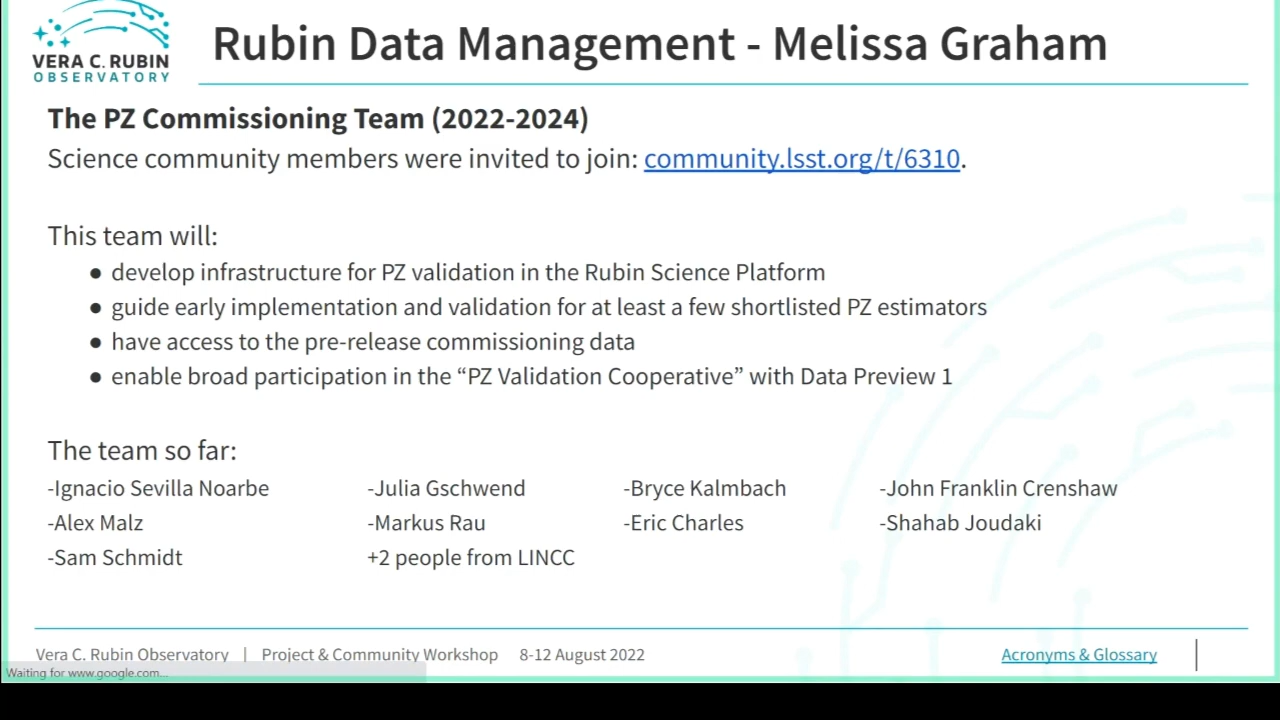 VERA C. RUBIN
OBSERVATORY
Rubin Data Management - Melissa Graham
The PZ Commissioning Team (2022-2024)
Science community members were invited to join: community.lsst.org/t/6310.
This team will:
● develop infrastructure for PZ validation in the Rubin Science Platform
● guide early implementation and validation for at least a few shortlisted PZ estimators
● have access to the pre-release commissioning data
● enable broad participation in the “PZ Validation Cooperative” with Data Preview 1
The team so far:
-Ignacio Sevilla Noarbe -Julia Gschwend -Bryce Kalmbach -John Franklin Crenshaw
-Alex Malz -Markus Rau -Eric Charles -Shahab Joudaki
-Sam Schmidt +2 people from LINCC
Vera C. Rubin Observatory | Project & Community Workshop 8-12 August 2022 Acronyms & Glossary
Waiting for www.google.com...